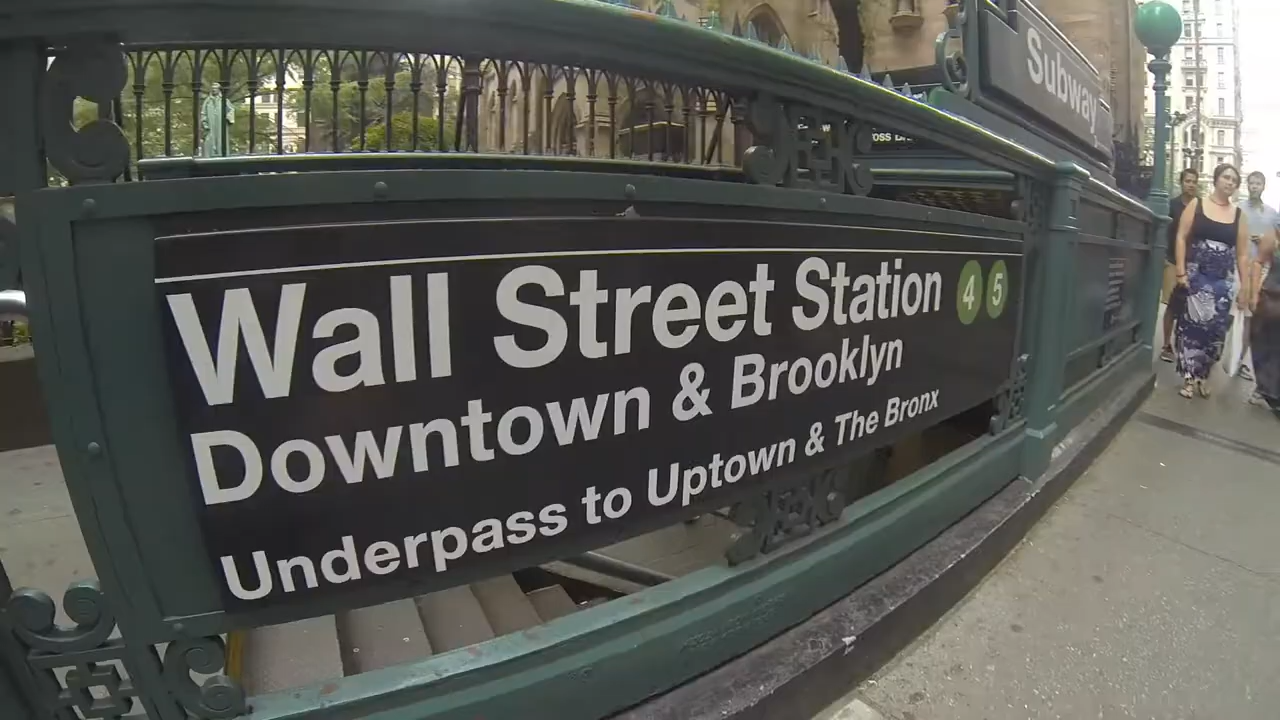 Subway
Wall Street Station 4 5
Downtown & Brooklyn
Underpass to Uptown & The Bronx